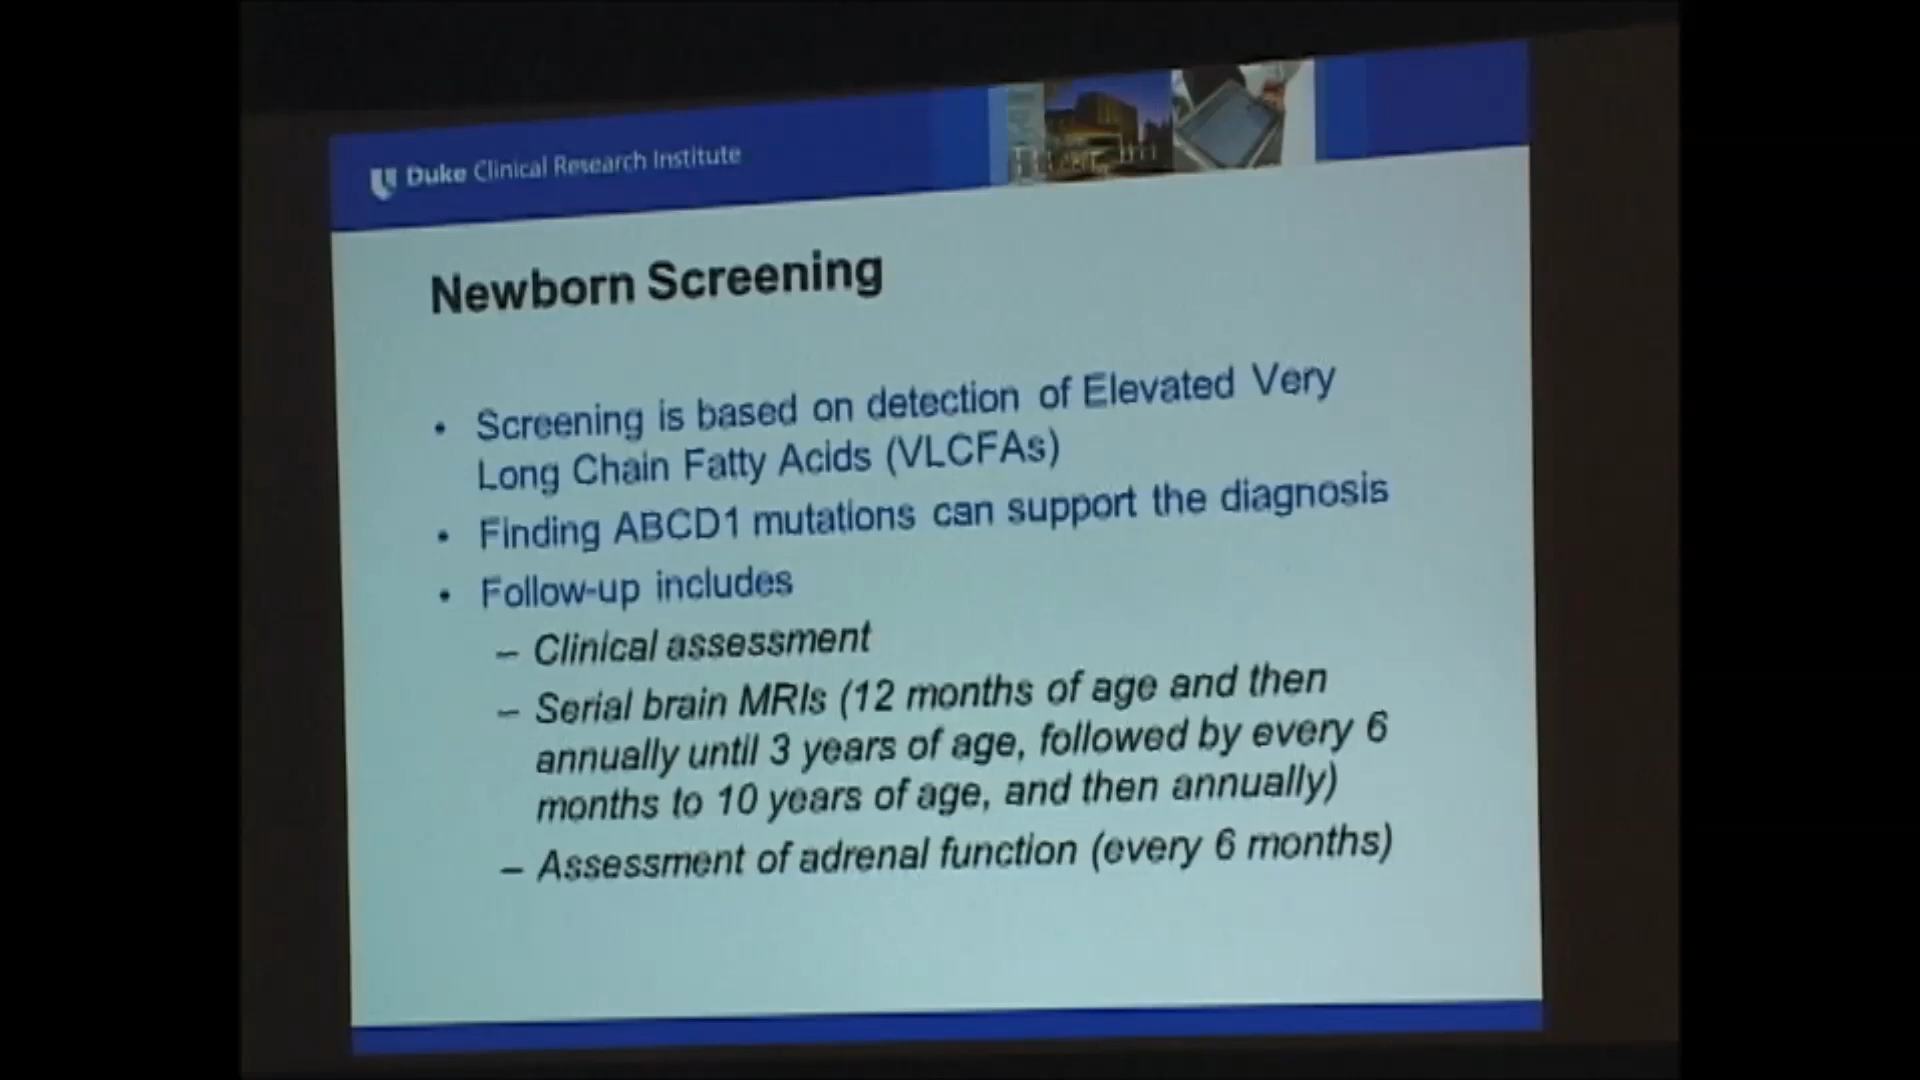 Duke Clinical Research Institute
Newborn Screening
• Screening is based on detection of Elevated Very
Long Chain Fatty Acids (VLCFAs)
• Finding ABCD1 mutations can support the diagnosis
• Follow-up includes
– Clinical assessment
– Serial brain MRIs (12 months of age and then
annually until 3 years of age, followed by every 6
months to 10 years of age, and then annually)
– Assessment of adrenal function (every 6 months)